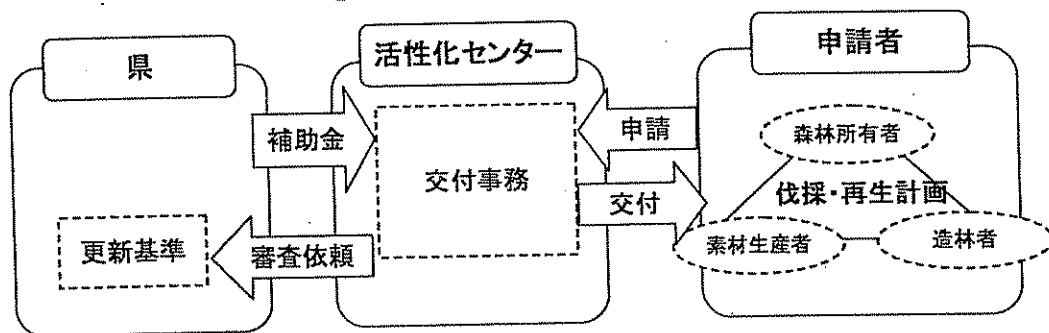 県
活性化センター
申請者
補助金
申請
森林所有者
交付事務
伐採・再生計画
交付
更新基準
審査依頼
素材生産者
造林者